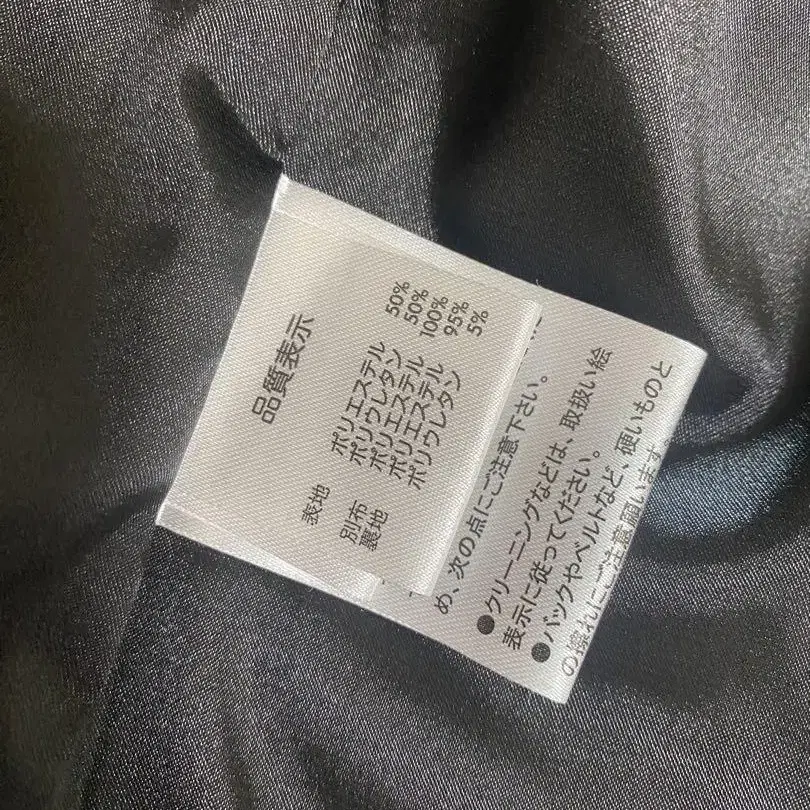 品質表示
表地 ポリエステル 50%
ポリウレタン 50%
別布 ポリエステル 100%
裏地 ポリエステル 95%
ポリウレタン 5%
め、次の点にご注意下さい。
●クリーニングなどは、取扱い絵
表示に従ってください。
●バックやベルトなど、硬いものと
の擦れにご注意願います